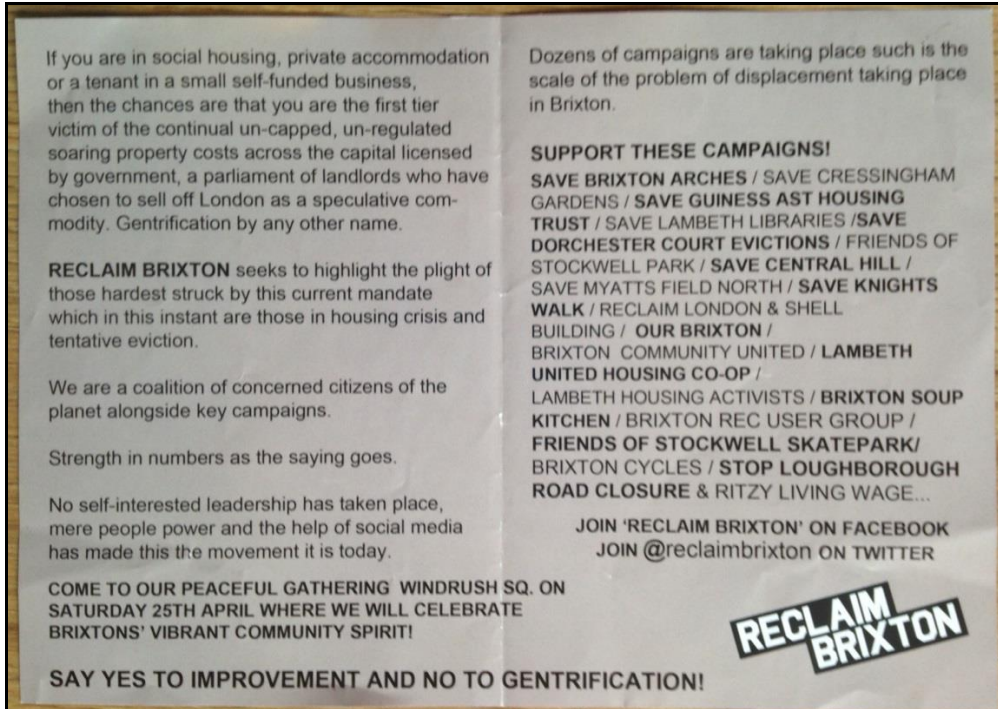 If you are in social housing, private accommodation
or a tenant in a small self-funded business,
then the chances are that you are the first tier
victim of the continual un-capped, un-regulated
soaring property costs across the capital licensed
by government, a parliament of landlords who have
chosen to sell off London as a speculative com-
modity. Gentrification by any other name.
RECLAIM BRIXTON seeks to highlight the plight of
those hardest struck by this current mandate
which in this instant are those in housing crisis and
tentative eviction.
We are a coalition of concerned citizens of the
planet alongside key campaigns.
Strength in numbers as the saying goes.
No self-interested leadership has taken place,
mere people power and the help of social media
has made this the movement it is today.
COME TO OUR PEACEFUL GATHERING WINDRUSH SQ. ON
SATURDAY 25TH APRIL WHERE WE WILL CELEBRATE
BRIXTONS' VIBRANT COMMUNITY SPIRIT!
Dozens of campaigns are taking place such is the
scale of the problem of displacement taking place
in Brixton.
SUPPORT THESE CAMPAIGNS!
SAVE BRIXTON ARCHES / SAVE CRESSINGHAM
GARDENS / SAVE GUINESS AST HOUSING
TRUST / SAVE LAMBETH LIBRARIES /SAVE
DORCHESTER COURT EVICTIONS / FRIENDS OF
STOCKWELL PARK / SAVE CENTRAL HILL /
SAVE MYATTS FIELD NORTH / SAVE KNIGHTS
WALK / RECLAIM LONDON & SHELL
BUILDING / OUR BRIXTON /
BRIXTON COMMUNITY UNITED / LAMBETH
UNITED HOUSING CO-OP /
LAMBETH HOUSING ACTIVISTS / BRIXTON SOUP
KITCHEN / BRIXTON REC USER GROUP /
FRIENDS OF STOCKWELL SKATEPARK/
BRIXTON CYCLES / STOP LOUGHBOROUGH
ROAD CLOSURE & RITZY LIVING WAGE...
JOIN 'RECLAIM BRIXTON' ON FACEBOOK
JOIN @reclaimbrixton ON TWITTER
RECLAIM
BRIXTON
SAY YES TO IMPROVEMENT AND NO TO GENTRIFICATION!